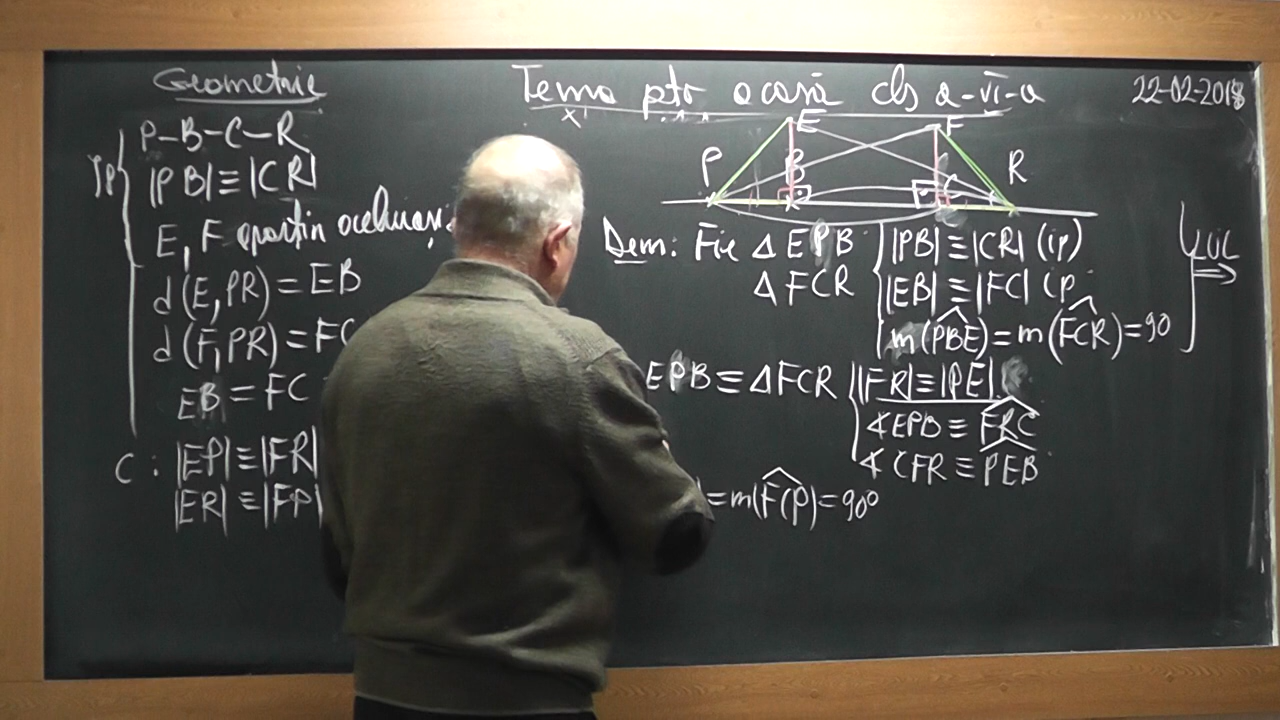 Geometrie
Tema ptr acasă cls a-VI-a
22-02-2018
Ip
P-B-C-R
|PB| ≡ |CR|
E, F aparțin aceluiași
d(E, PR) = EB
d(F, PR) = FC
EB = FC
C: |EP| ≡ |FR|
|ER| ≡ |FP|
E F
P B C R
Dem: Fie Δ EPB |PB| ≡ |CR| (ip)
Δ FCR |EB| ≡ |FC| (ip
m(PBE) = m(FCR) = 90
⇒
EPB ≡ ΔFCR |FR| ≡ |PE|
∢EPB ≡ FRC
∢ CFR ≡ PEB
= m(FCP) = 90°